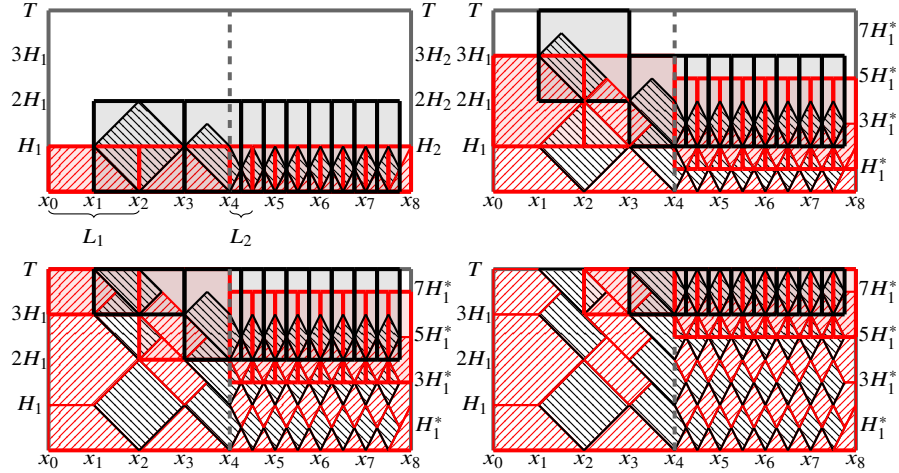 T T
3H₁ 3H₂
2H₁ 2H₂
H₁ H₂
x₀ x₁ x₂ x₃ x₄ x₅ x₆ x₇ x₈
L₁ L₂
T 7H₁*
3H₁ 5H₁*
2H₁ 3H₁*
H₁ H₁*
x₀ x₁ x₂ x₃ x₄ x₅ x₆ x₇ x₈
T 7H₁*
3H₁ 5H₁*
2H₁ 3H₁*
H₁ H₁*
x₀ x₁ x₂ x₃ x₄ x₅ x₆ x₇ x₈
T 7H₁*
3H₁ 5H₁*
2H₁ 3H₁*
H₁ H₁*
x₀ x₁ x₂ x₃ x₄ x₅ x₆ x₇ x₈